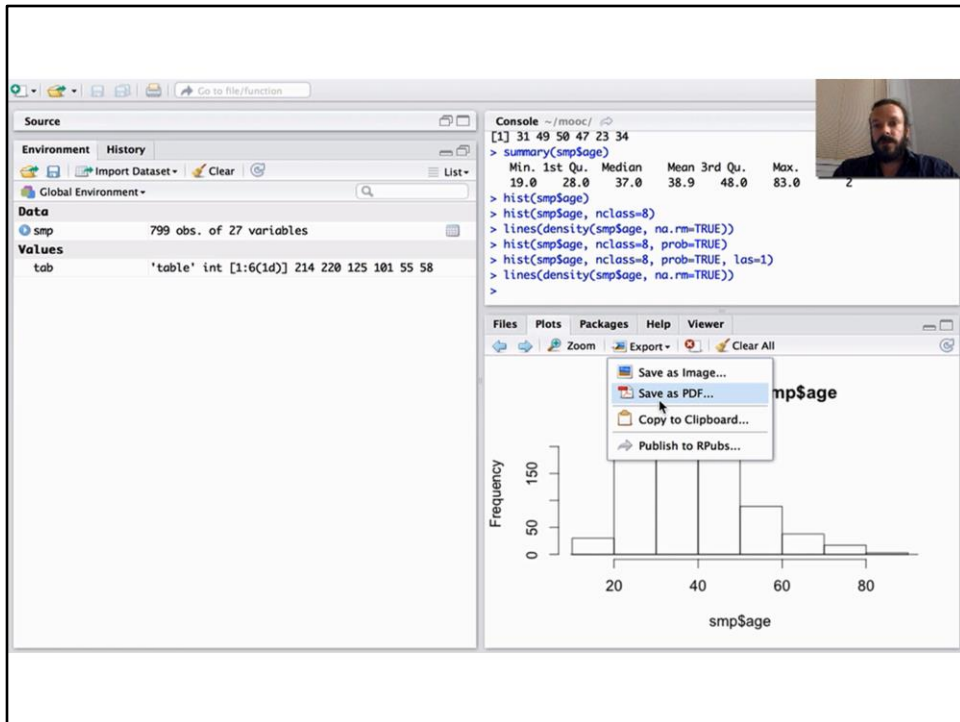 Go to file/function
Source
Environment History
Import Dataset Clear List
Global Environment
Data
smp 799 obs. of 27 variables
Values
tab 'table' int [1:6(1d)] 214 220 125 101 55 58
Console ~/mooc/
[1] 31 49 50 47 23 34
> summary(smp$age)
Min. 1st Qu. Median Mean 3rd Qu. Max.
19.0 28.0 37.0 38.9 48.0 83.0 2
> hist(smp$age)
> hist(smp$age, nclass=8)
> lines(density(smp$age, na.rm=TRUE))
> hist(smp$age, nclass=8, prob=TRUE)
> hist(smp$age, nclass=8, prob=TRUE, las=1)
> lines(density(smp$age, na.rm=TRUE))
>
Files Plots Packages Help Viewer
Zoom Export Clear All
Save as Image...
Save as PDF...
Copy to Clipboard...
Publish to RPubs...
mp$age
Frequency
150
50
0
20 40 60 80
smp$age